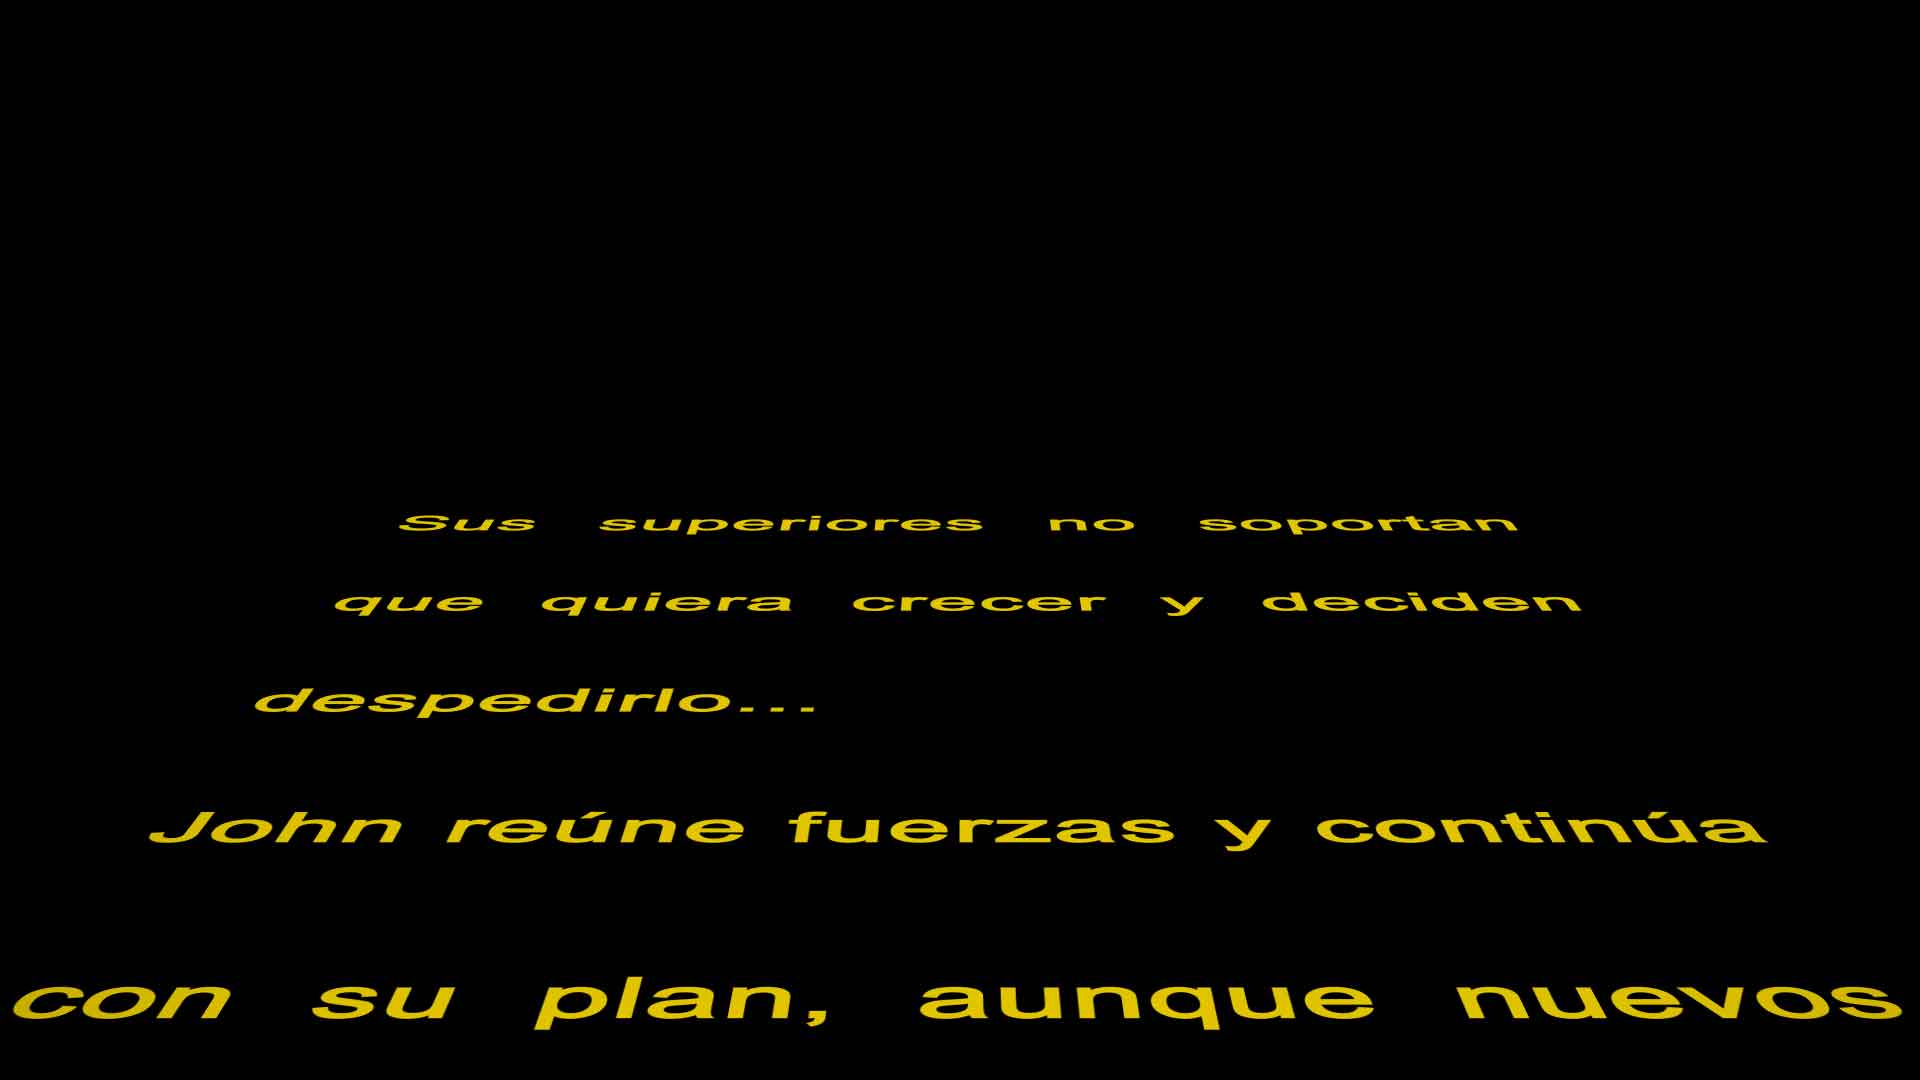 Sus superiores no soportan
que quiera crecer y deciden
despedirlo...
John reúne fuerzas y continúa
con su plan, aunque nuevos